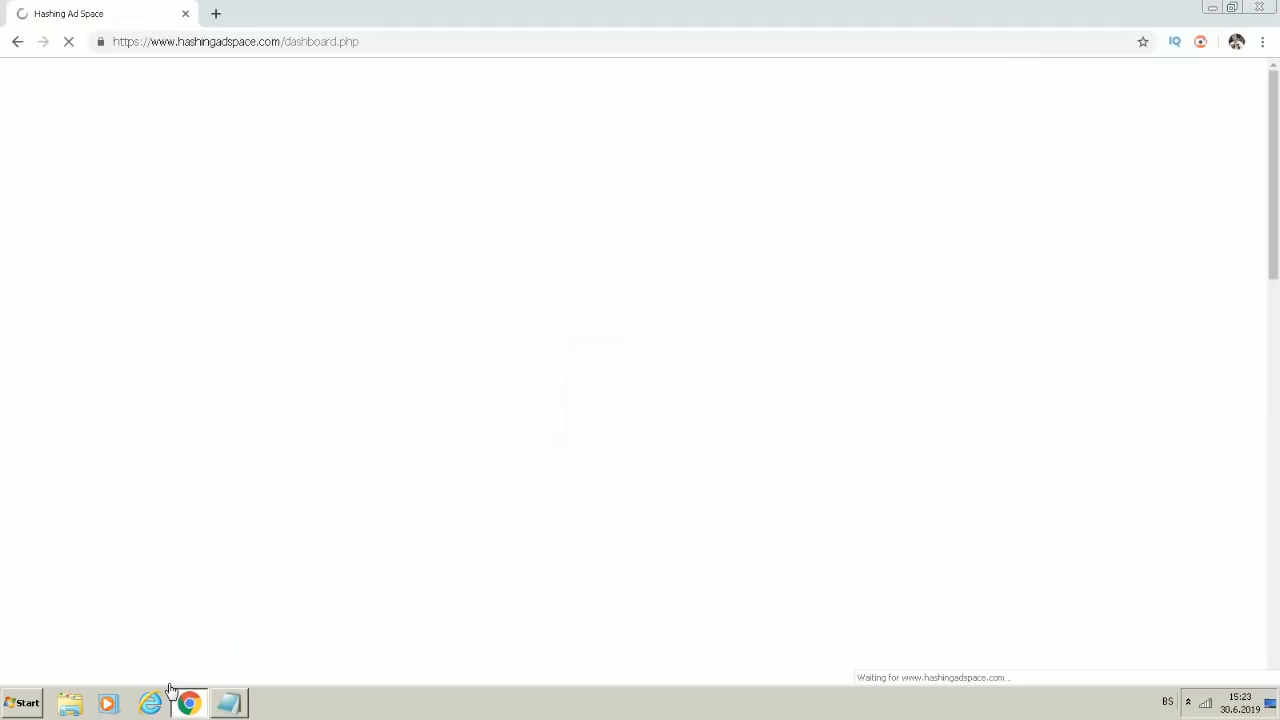 Hashing Ad Space
https://www.hashingadspace.com/dashboard.php
IQ
Waiting for www.hashingadspace.com...
Start
BS
15:23
30.6.2019